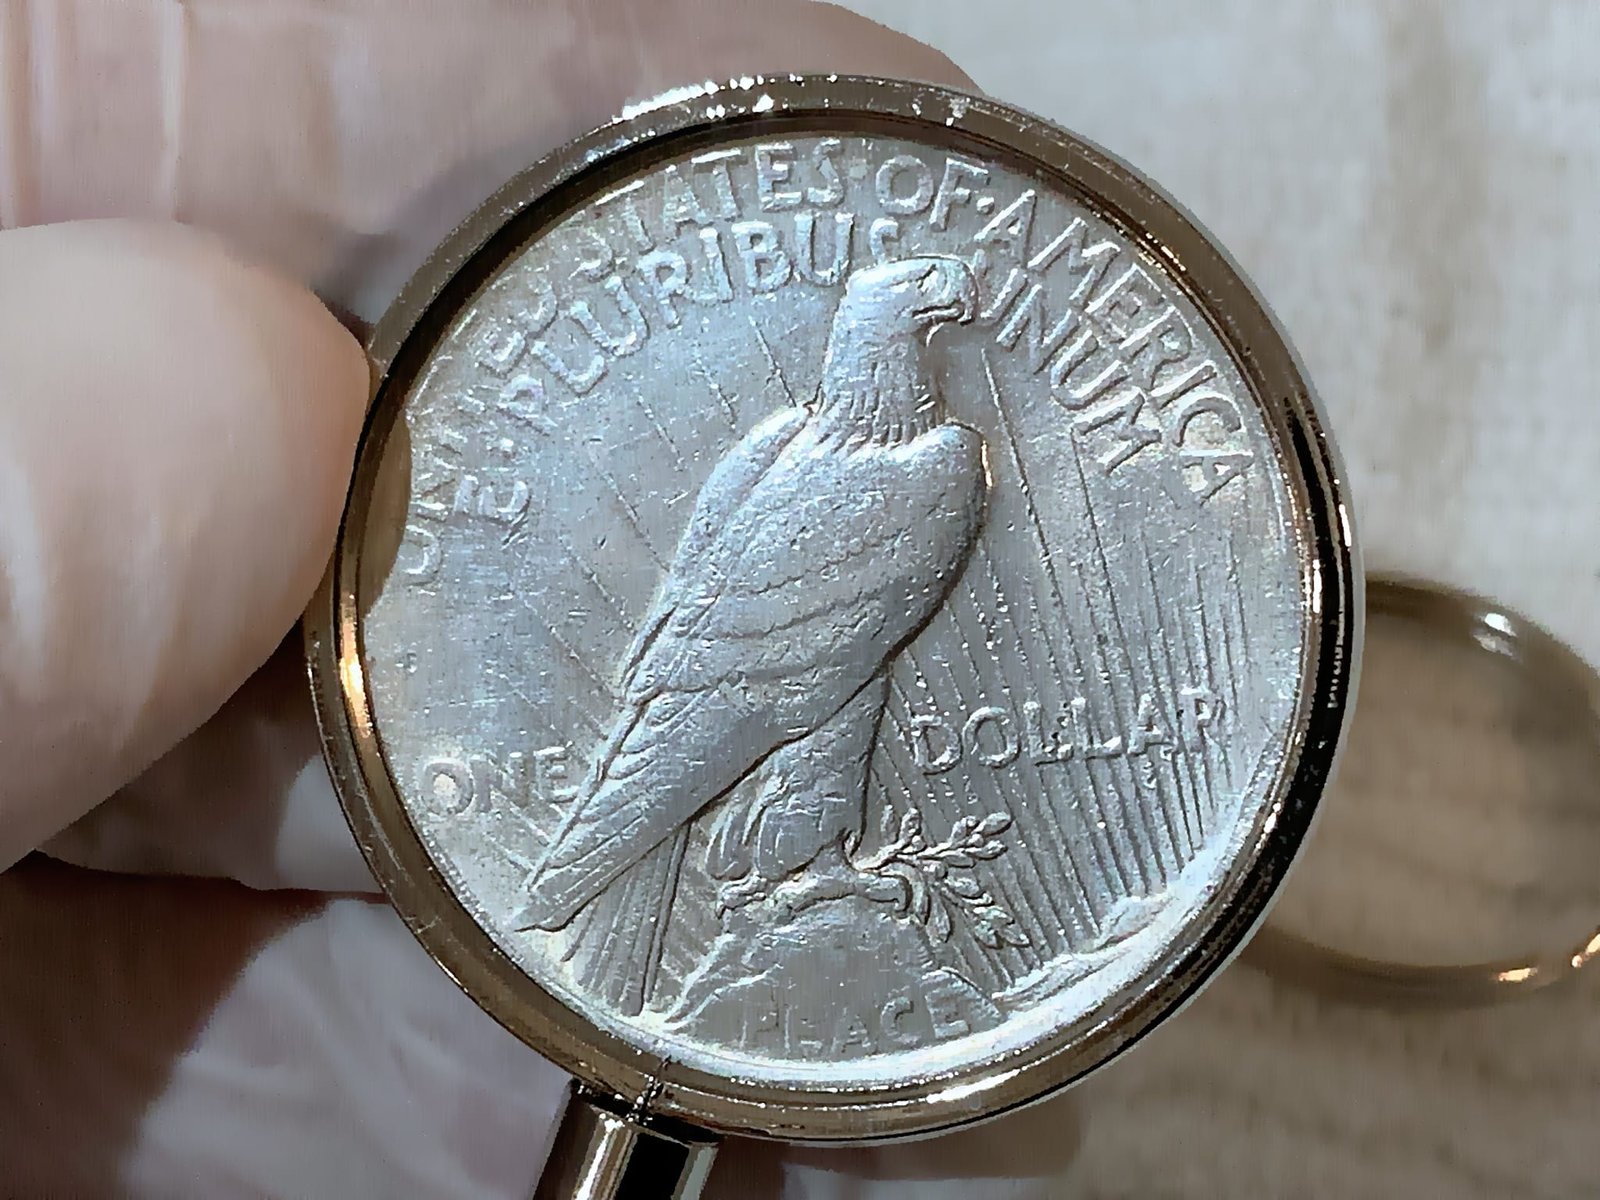 UNITED STATES OF·AMERICA
E·PLURIBUS UNUM
ONE DOLLAR
PEACE